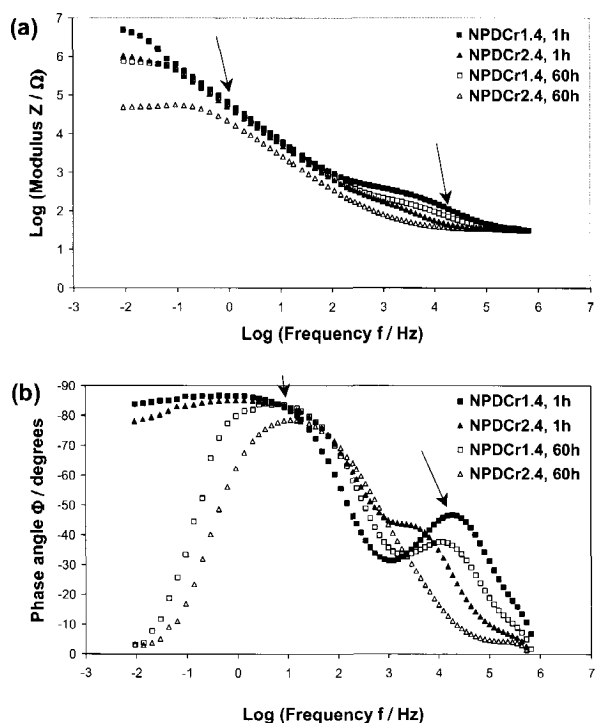 (a)
7
6
5
4
3
2
1
0
Log (Modulus Z / Ω)
■ NPDCr1.4, 1h
▲ NPDCr2.4, 1h
□ NPDCr1.4, 60h
△ NPDCr2.4, 60h
-3 -2 -1 0 1 2 3 4 5 6
Log (Frequency f / Hz)
(b)
-90
-80
-70
-60
-50
-40
-30
-20
-10
0
Phase angle Φ / degrees
■ NPDCr1.4, 1h
▲ NPDCr2.4, 1h
□ NPDCr1.4, 60h
△ NPDCr2.4, 60h
-3 -2 -1 0 1 2 3 4 5 6
Log (Frequency f / Hz)